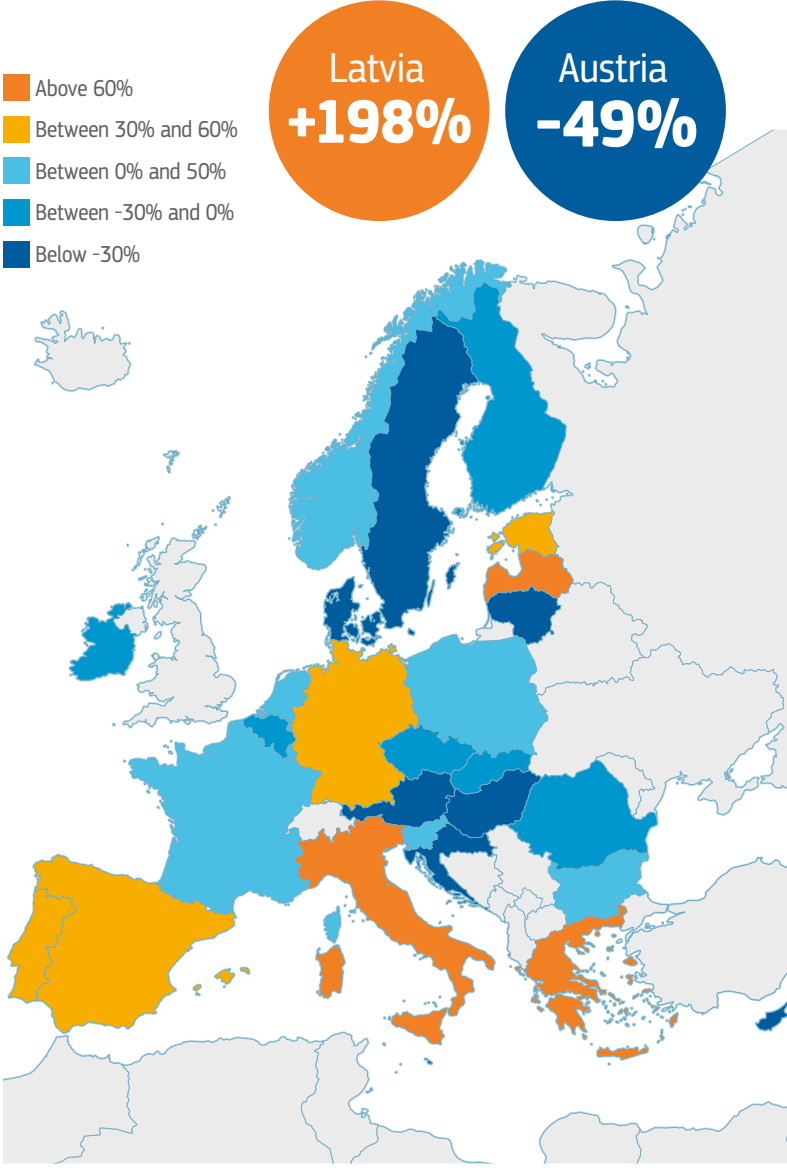 Latvia
+198%
Austria
-49%
Above 60%
Between 30% and 60%
Between 0% and 50%
Between -30% and 0%
Below -30%